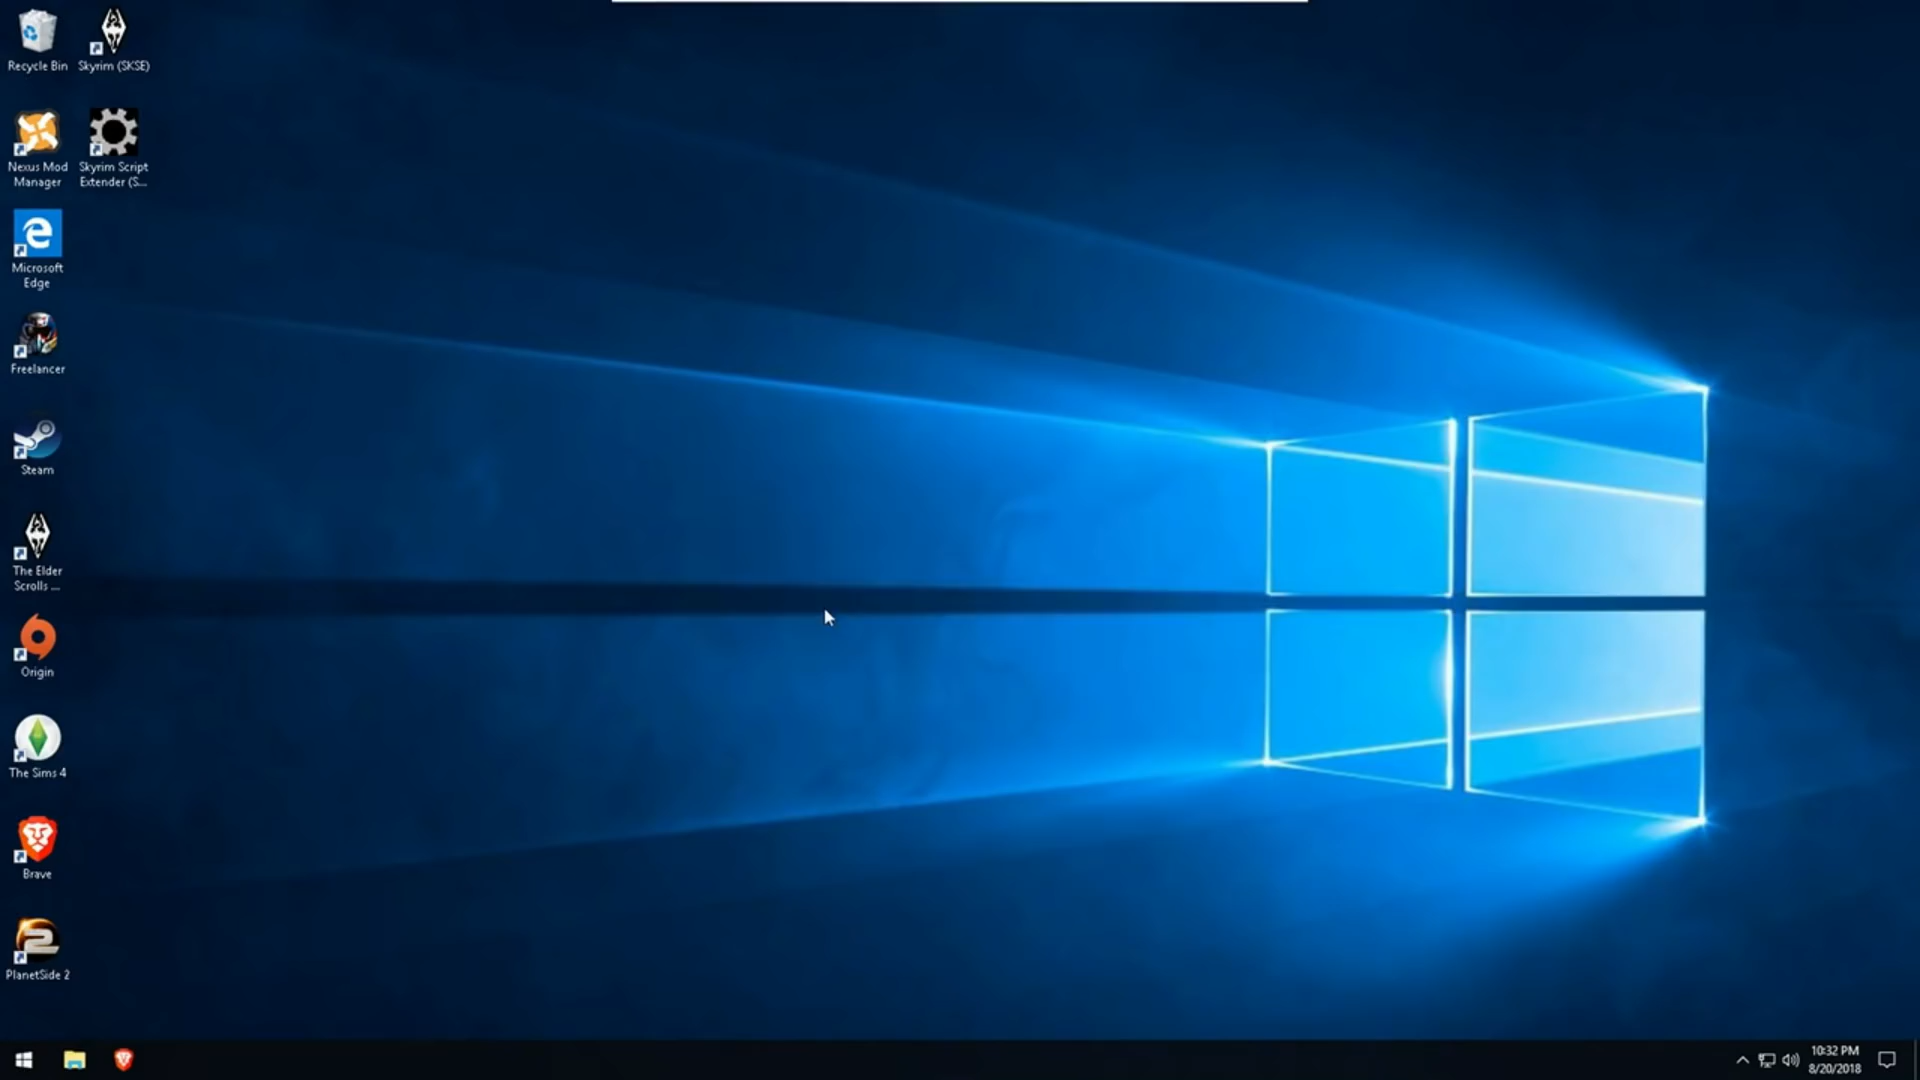 Recycle Bin
Skyrim (SKSE)
Nexus Mod
Manager
Skyrim Script
Extender (S...
Microsoft
Edge
Freelancer
Steam
The Elder
Scrolls ...
Origin
The Sims 4
Brave
PlanetSide 2
10:32 PM
8/20/2018